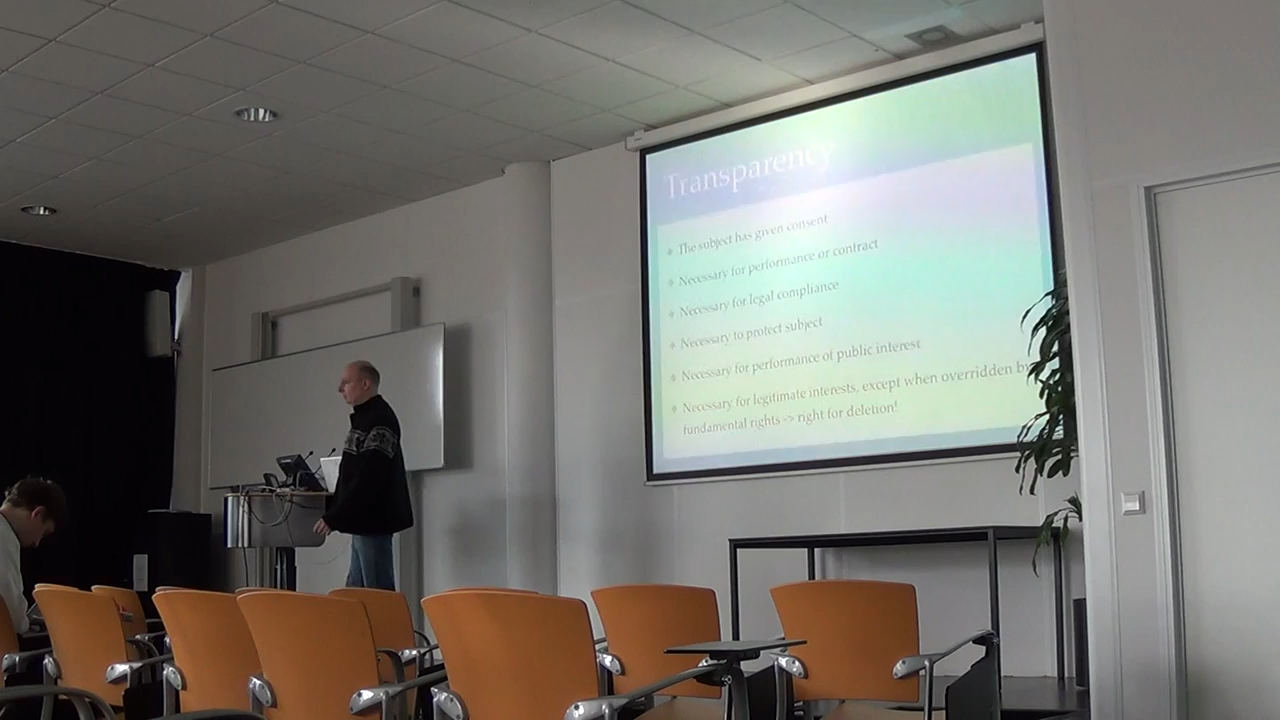 Transparency
The subject has given consent
Necessary for performance or contract
Necessary for legal compliance
Necessary to protect subject
Necessary for performance of public interest
Necessary for legitimate interests, except when overridden by
fundamental rights -> right for deletion!